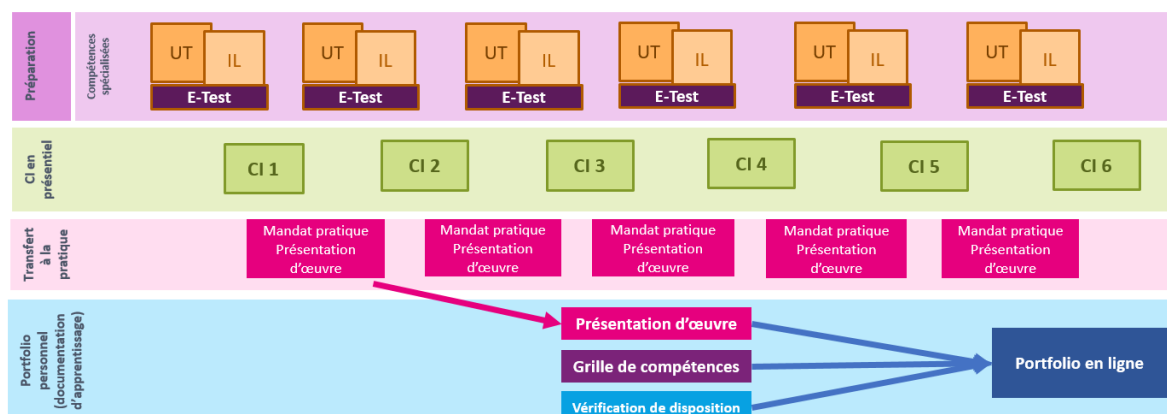 Préparation
Compétences
spécialisées
UT
IL
E-Test
UT
IL
E-Test
UT
IL
E-Test
UT
IL
E-Test
UT
IL
E-Test
UT
IL
E-Test
CI en
présentiel
CI 1
CI 2
CI 3
CI 4
CI 5
CI 6
Transfert
à la
pratique
Mandat pratique
Présentation
d’œuvre
Mandat pratique
Présentation
d’œuvre
Mandat pratique
Présentation
d’œuvre
Mandat pratique
Présentation
d’œuvre
Mandat pratique
Présentation
d’œuvre
Portfolio
personnel
(documentation
d’apprentissage)
Présentation d’œuvre
Grille de compétences
Vérification de disposition
Portfolio en ligne